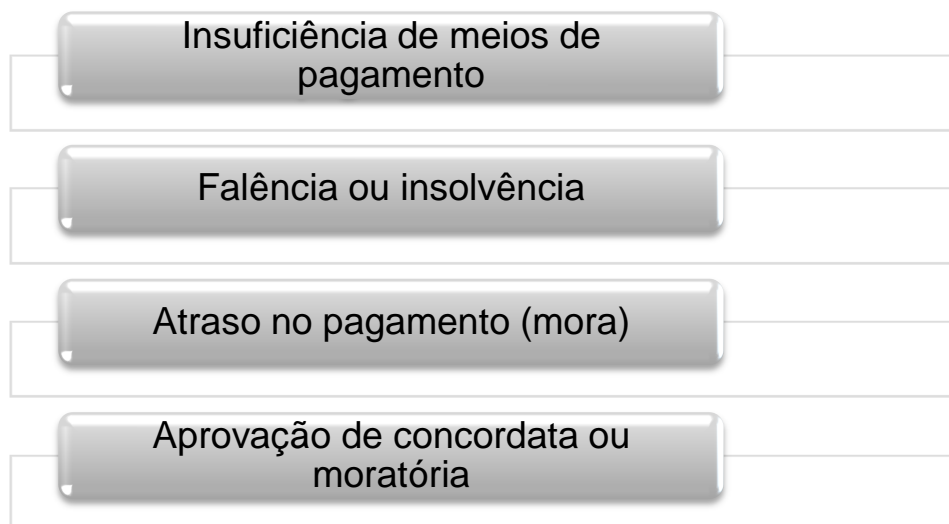 Insuficiência de meios de
pagamento
Falência ou insolvência
Atraso no pagamento (mora)
Aprovação de concordata ou
moratória